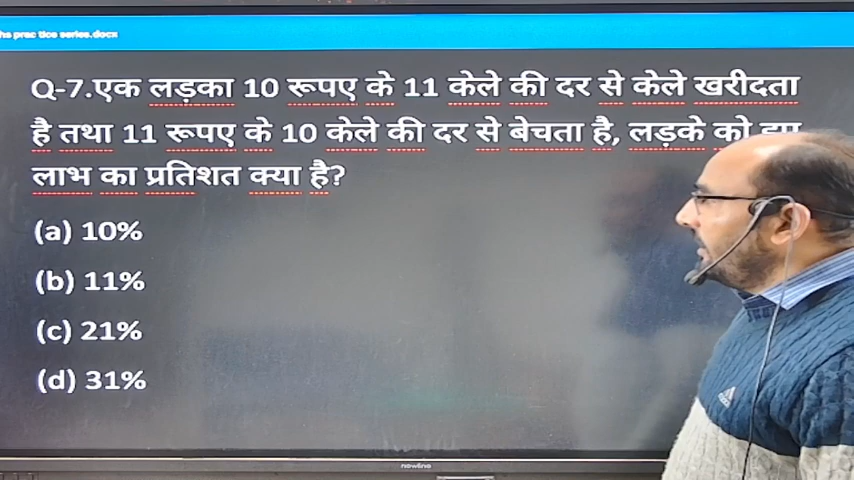 prac tice series.docx
Q-7.एक लड़का 10 रूपए के 11 केले की दर से केले खरीदता
है तथा 11 रूपए के 10 केले की दर से बेचता है, लड़के को
लाभ का प्रतिशत क्या है?
(a) 10%
(b) 11%
(c) 21%
(d) 31%
adidas
newline